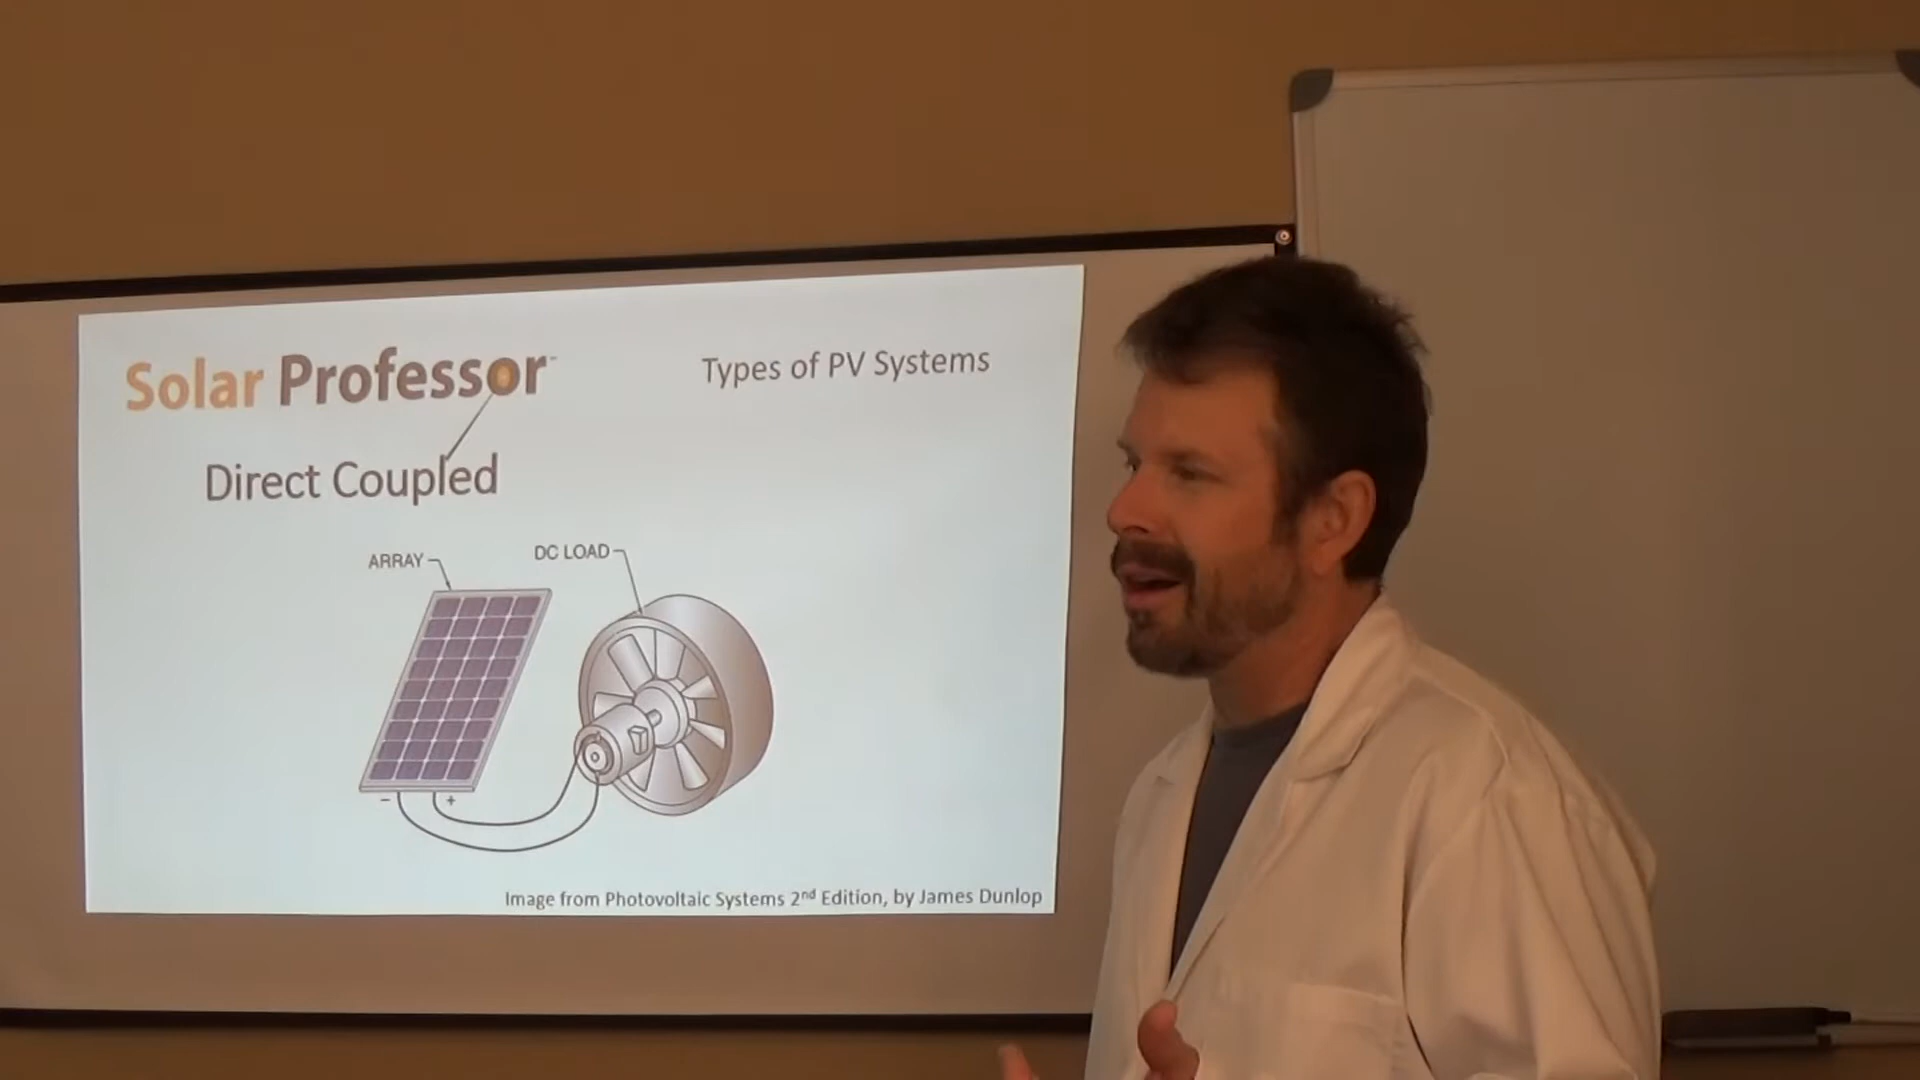 Solar Professor™
Types of PV Systems
Direct Coupled
ARRAY
DC LOAD
– +
Image from Photovoltaic Systems 2nd Edition, by James Dunlop